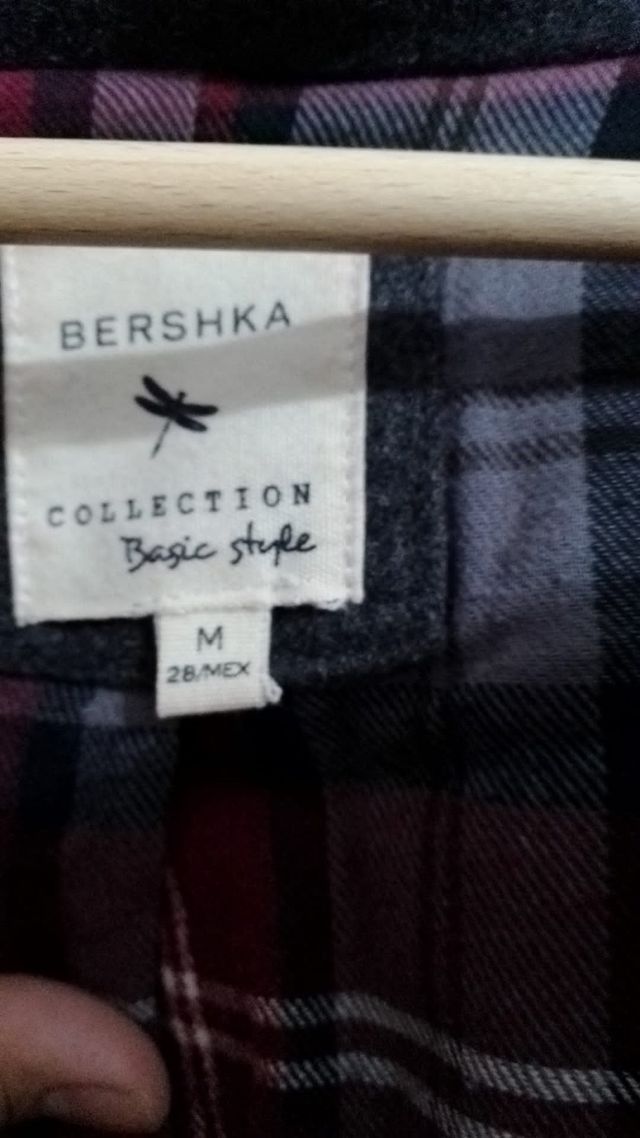 BERSHKA
COLLECTION
Basic style
M
28/MEX